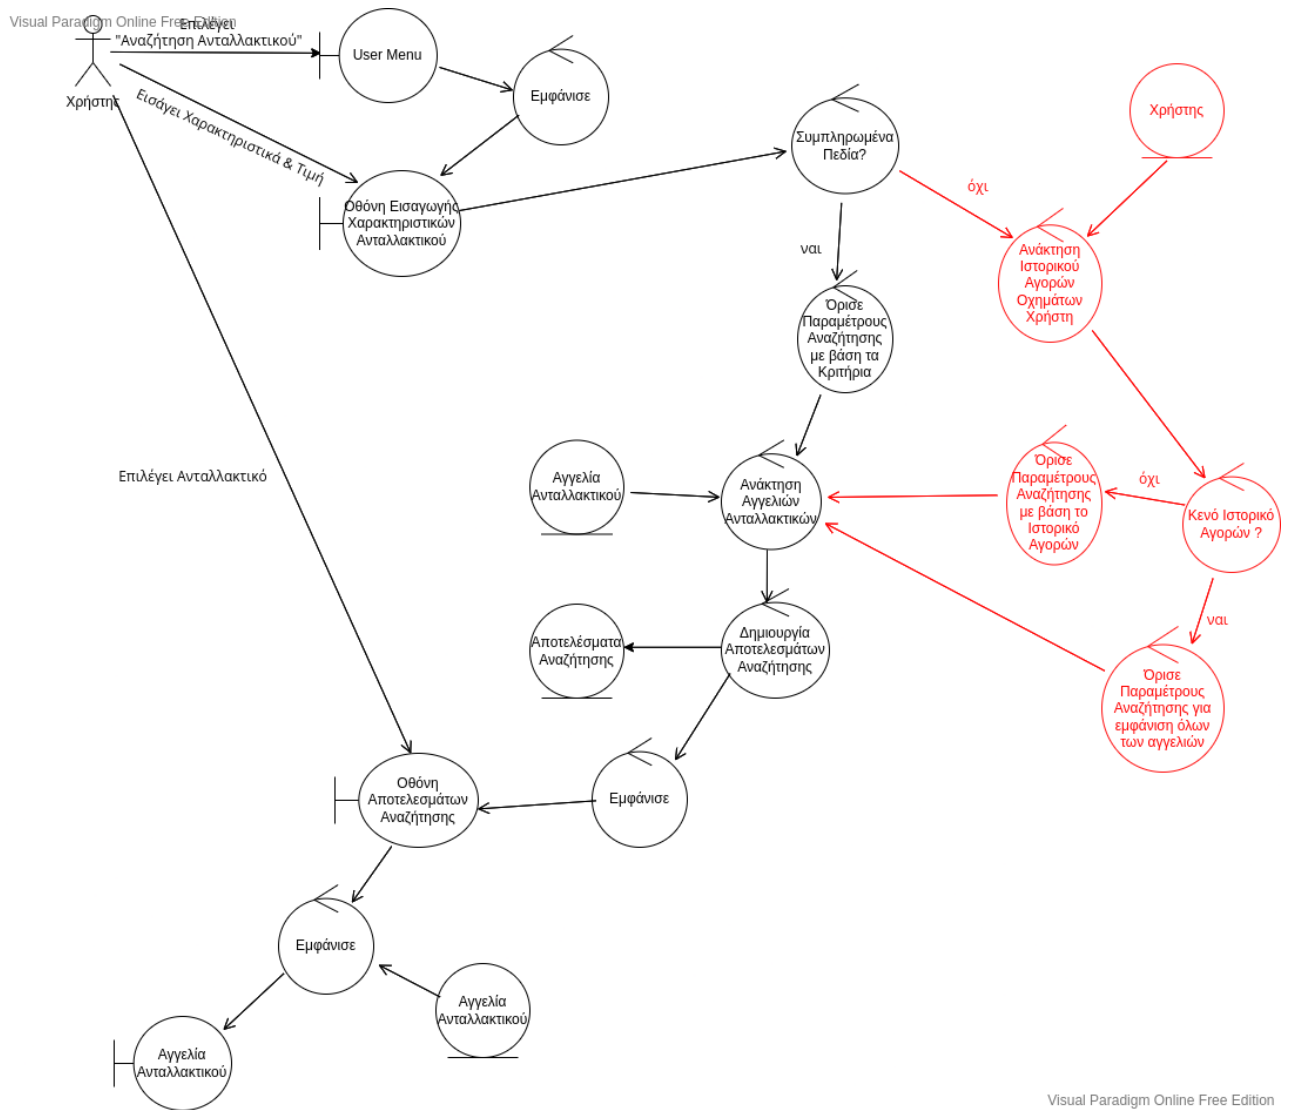 Visual Paradigm Online Free Edition
Επιλέγει
"Αναζήτηση Ανταλλακτικού"
User Menu
Εμφάνισε
Χρήστης
Εισάγει Χαρακτηριστικά & Τιμή
Συμπληρωμένα
Πεδία?
Χρήστης
όχι
Οθόνη Εισαγωγής
Χαρακτηριστικών
Ανταλλακτικού
ναι
Ανάκτηση
Ιστορικού
Αγορών
Οχημάτων
Χρήστη
Όρισε
Παραμέτρους
Αναζήτησης
με βάση τα
Κριτήρια
Επιλέγει Ανταλλακτικό
Αγγελία
Ανταλλακτικού
Ανάκτηση
Αγγελιών
Ανταλλακτικών
Όρισε
Παραμέτρους
Αναζήτησης
με βάση το
Ιστορικό
Αγορών
όχι
Κενό Ιστορικό
Αγορών ?
ναι
Αποτελέσματα
Αναζήτησης
Δημιουργία
Αποτελεσμάτων
Αναζήτησης
Όρισε
Παραμέτρους
Αναζήτησης για
εμφάνιση όλων
των αγγελιών
Οθόνη
Αποτελεσμάτων
Αναζήτησης
Εμφάνισε
Εμφάνισε
Αγγελία
Ανταλλακτικού
Αγγελία
Ανταλλακτικού
Visual Paradigm Online Free Edition